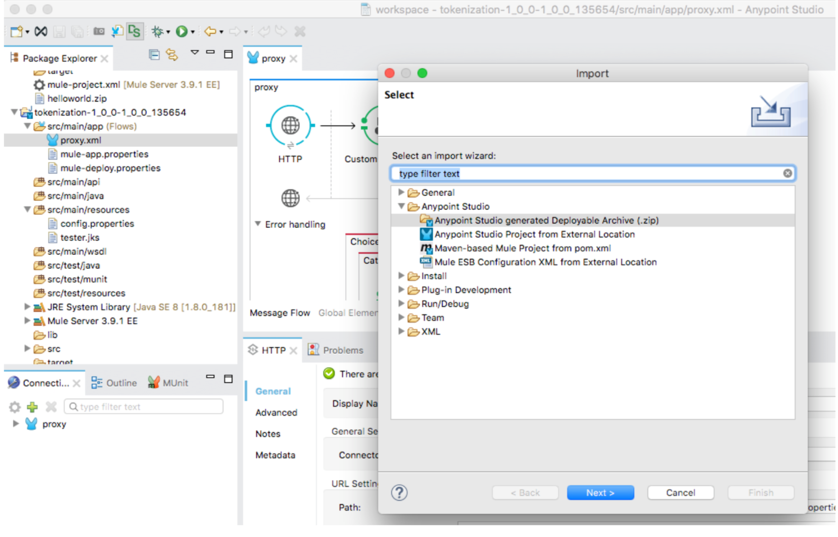 workspace - tokenization-1_0_0-1_0_0_135654/src/main/app/proxy.xml - Anypoint Studio
Package Explorer
target
mule-project.xml [Mule Server 3.9.1 EE]
helloworld.zip
tokenization-1_0_0-1_0_0_135654
src/main/app (Flows)
proxy.xml
mule-app.properties
mule-deploy.properties
src/main/api
src/main/java
src/main/resources
config.properties
tester.jks
src/main/wsdl
src/test/java
src/test/munit
src/test/resources
JRE System Library [Java SE 8 [1.8.0_181]]
Mule Server 3.9.1 EE
lib
src
target
Connecti...
Outline
MUnit
type filter text
proxy
proxy
proxy
HTTP
Custom
Error handling
Choice
Cat
Message Flow
Global Elemen
HTTP
Problems
There are
General
Advanced
Notes
Metadata
Display Na
General Se
Connecto
URL Settin
Path:
Import
Select
Select an import wizard:
type filter text
General
Anypoint Studio
Anypoint Studio generated Deployable Archive (.zip)
Anypoint Studio Project from External Location
Maven-based Mule Project from pom.xml
Mule ESB Configuration XML from External Location
Install
Plug-in Development
Run/Debug
Team
XML
?
< Back
Next >
Cancel
Finish